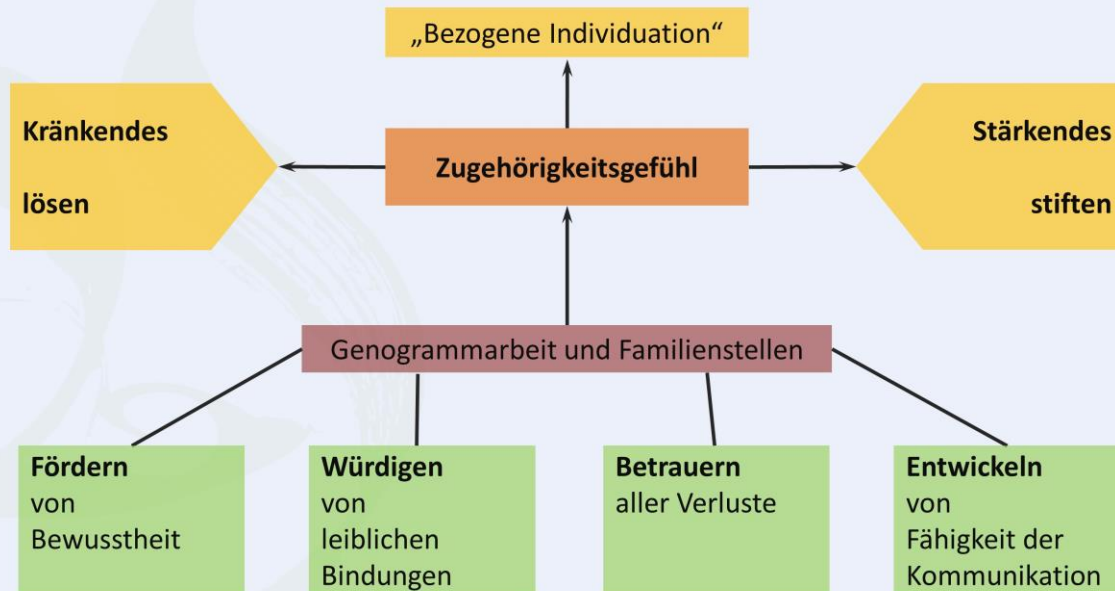 „Bezogene Individuation“
Kränkendes
lösen
Zugehörigkeitsgefühl
Stärkendes
stiften
Genogrammarbeit und Familienstellen
Fördern
von
Bewusstheit
Würdigen
von
leiblichen
Bindungen
Betrauern
aller Verluste
Entwickeln
von
Fähigkeit der
Kommunikation